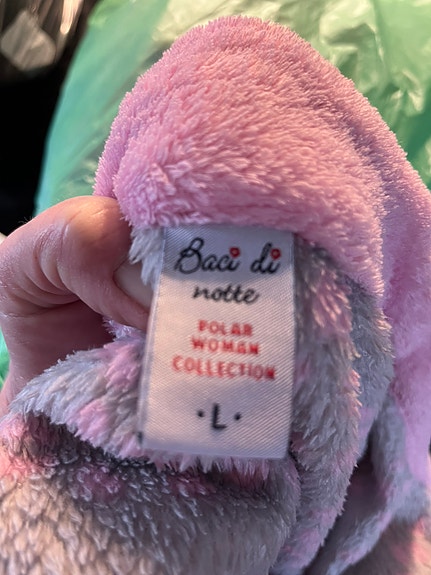 Baci di
notte
POLAR
WOMAN
COLLECTION
·L·